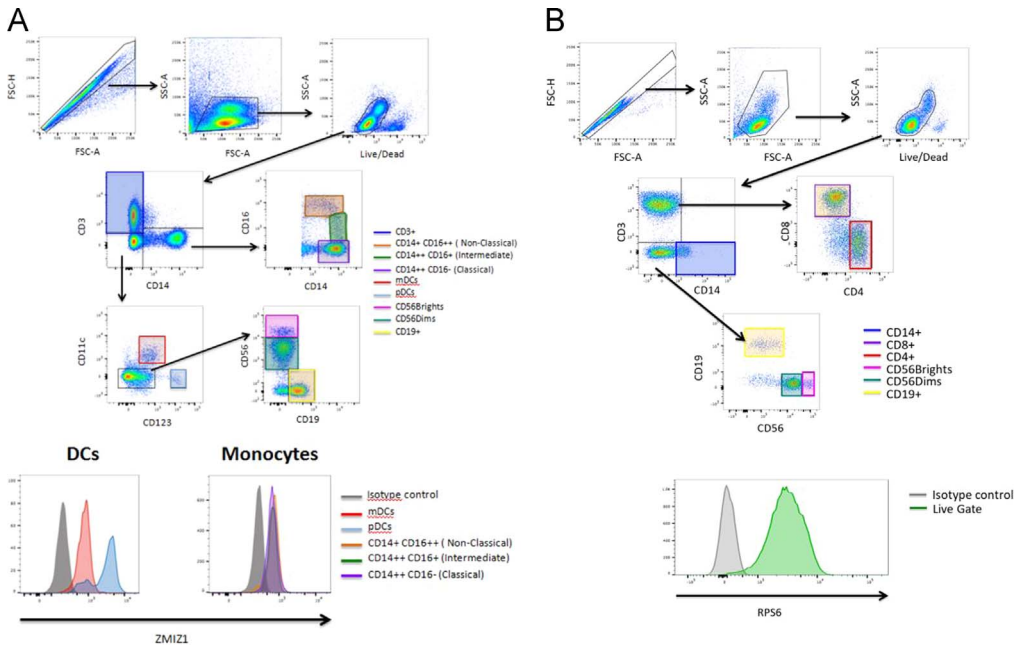 A
B
FSC-H
FSC-A
SSC-A
FSC-A
SSC-A
Live/Dead
FSC-H
FSC-A
SSC-A
FSC-A
SSC-A
Live/Dead
CD3
CD14
CD16
CD14
CD3+
CD14+ CD16++ ( Non-Classical)
CD14++ CD16+ (Intermediate)
CD14++ CD16- (Classical)
mDCs
pDCs
CD56Brights
CD56Dims
CD19+
CD3
CD14
CD8
CD4
CD11c
CD123
CD56
CD19
CD19
CD56
CD14+
CD8+
CD4+
CD56Brights
CD56Dims
CD19+
DCs
Monocytes
Isotype control
mDCs
pDCs
CD14+ CD16++ ( Non-Classical)
CD14++ CD16+ (Intermediate)
CD14++ CD16- (Classical)
ZMIZ1
Isotype control
Live Gate
RPS6